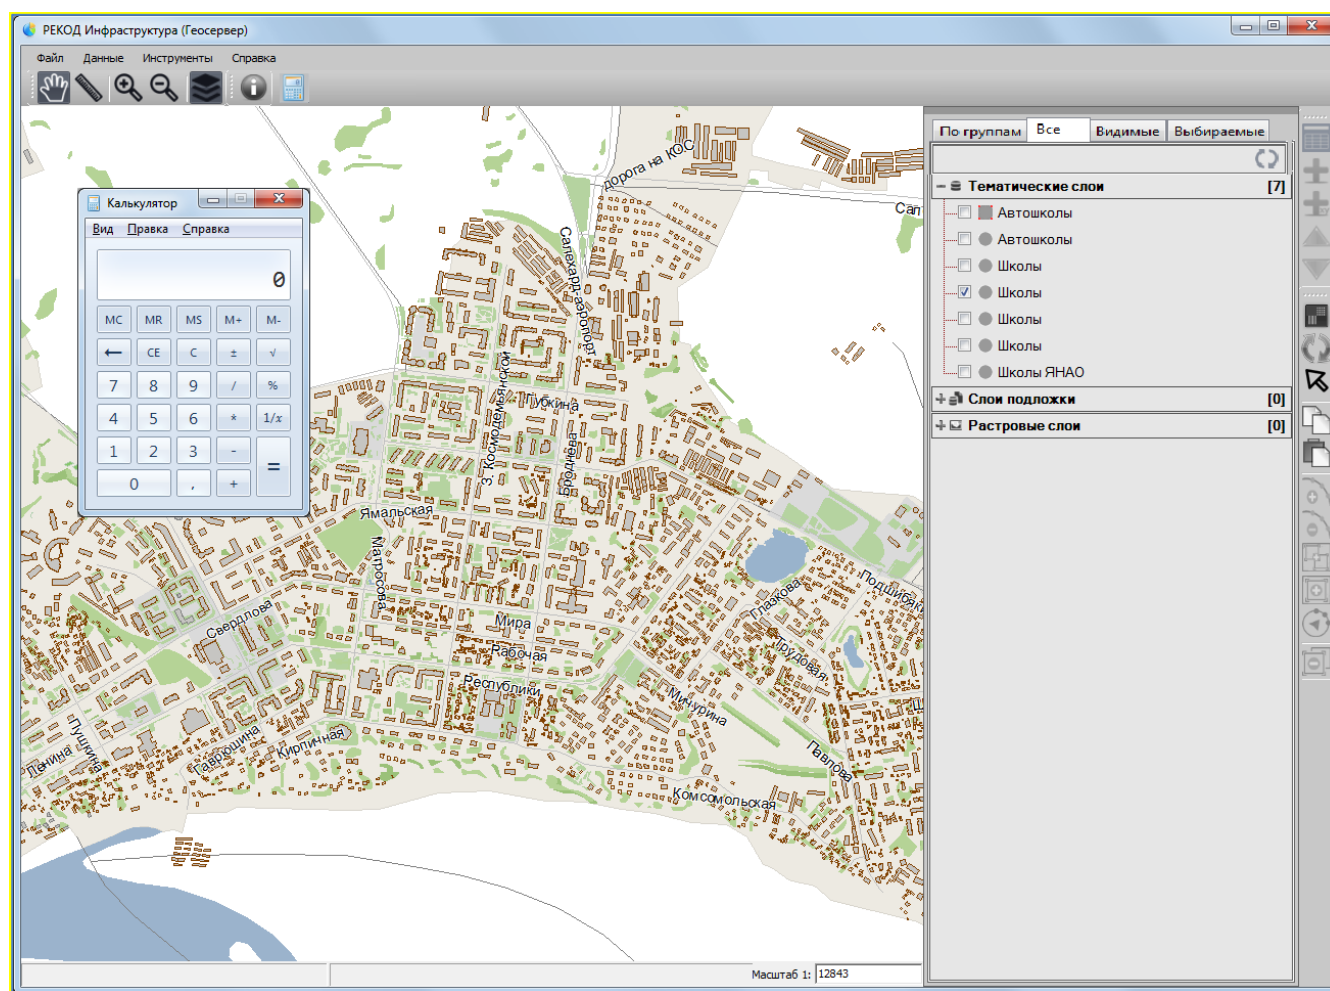 РЕКОД Инфраструктура (Геосервер)
Файл Данные Инструменты Справка
По группам Все Видимые Выбираемые
Тематические слои [7]
Автошколы
Автошколы
Школы
Школы
Школы
Школы
Школы ЯНАО
Слои подложки [0]
Растровые слои [0]
Калькулятор
Вид Правка Справка
0
MC MR MS M+ M-
← CE C ± √
7 8 9 / %
4 5 6 * 1/x
1 2 3 - =
0 , +
дорога на КОС
Сал
Салехард-аэропорт
З. Космодемьянской
Губкина
Броднева
Ямальская
Матросова
Свердлова
Мира
Рабочая
Республики
Глазкова
Подшибяк
Трудовая
Мичурина
Павлова
Комсомольская
Пушкина
Ленина
Гаврюшина
Кирпичная
Масштаб 1: 12843